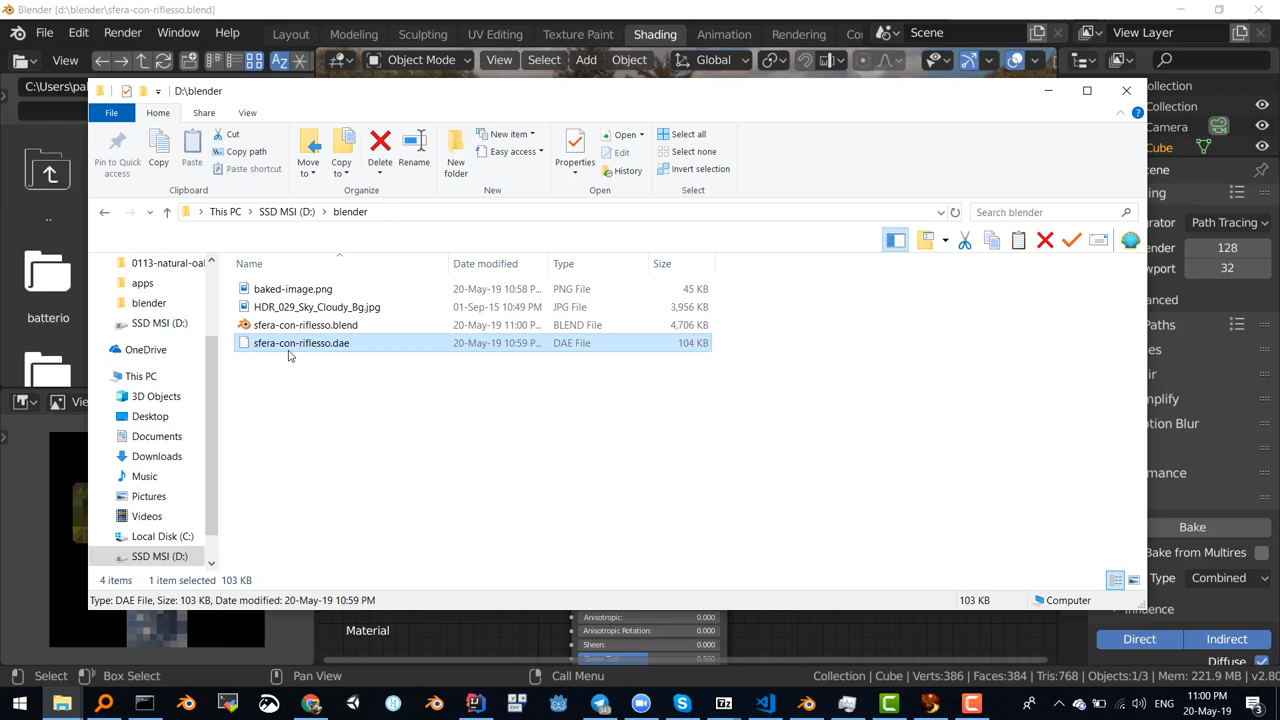 Blender [d:\blender\sfera-con-riflesso.blend]
File Edit Render Window Help Layout Modeling Sculpting UV Editing Texture Paint Shading Animation Rendering Scene View Layer
View Object Mode View Select Add Object Global
D:\blender
File Home Share View
Pin to Quick access
Copy
Paste
Cut
Copy path
Paste shortcut
Move to
Copy to
Delete
Rename
New folder
New item
Easy access
Properties
Open
Edit
History
Select all
Select none
Invert selection
Clipboard Organize New Open Select
This PC > SSD MSI (D:) > blender
Search blender
Name Date modified Type Size
baked-image.png 20-May-19 10:58 P... PNG File 45 KB
HDR_029_Sky_Cloudy_Bg.jpg 01-Sep-15 10:49 PM JPG File 3,956 KB
sfera-con-riflesso.blend 20-May-19 11:00 P... BLEND File 4,706 KB
sfera-con-riflesso.dae 20-May-19 10:59 P... DAE File 104 KB
apps
blender
SSD MSI (D:)
OneDrive
This PC
3D Objects
Desktop
Documents
Downloads
Music
Pictures
Videos
Local Disk (C:)
SSD MSI (D:)
4 items 1 item selected 103 KB
Type: DAE File, Size: 103 KB, Date modified: 20-May-19 10:59 PM 103 KB Computer
..
batterio
Camera
Cube
Path Tracing
128
32
Bake
Bake from Multires
Type Combined
Direct Indirect
Diffuse
Material
Anisotropic: 0.000
Anisotropic Rotation: 0.000
Sheen: 0.000
Select Box Select Pan View Call Menu Collection | Cube | Verts:386 | Faces:384 | Tris:768 | Objects:1/3 | Mem: 221.9 MB | v2.80
11:00 PM
20-May-19